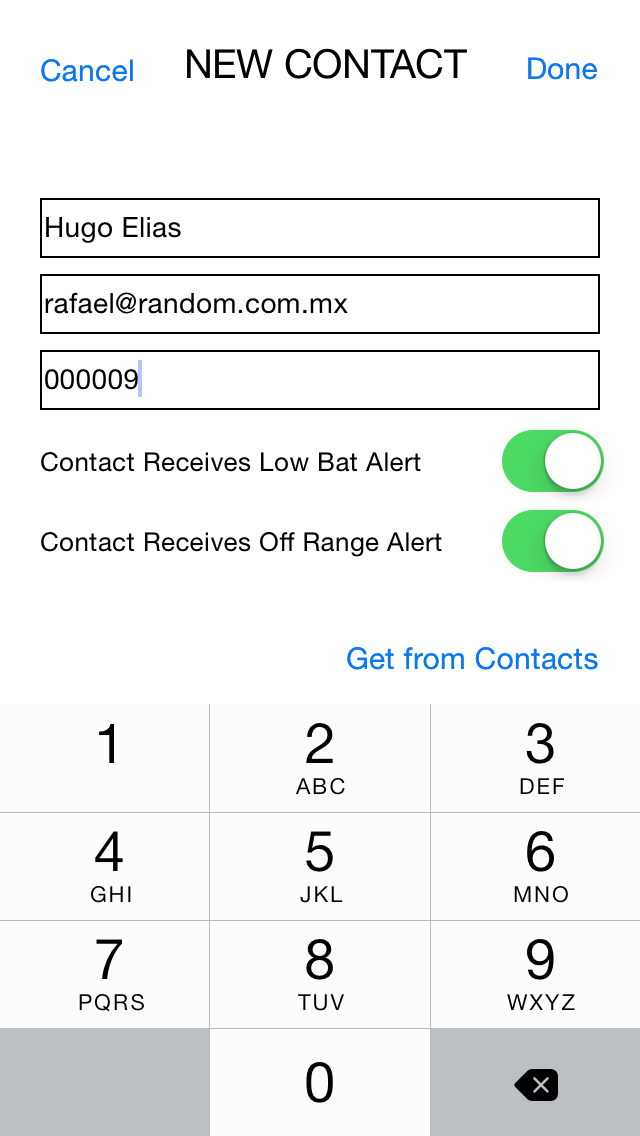 Cancel NEW CONTACT Done
Hugo Elias
rafael@random.com.mx
000009
Contact Receives Low Bat Alert
Contact Receives Off Range Alert
Get from Contacts
1 2 3
ABC DEF
4 5 6
GHI JKL MNO
7 8 9
PQRS TUV WXYZ
0